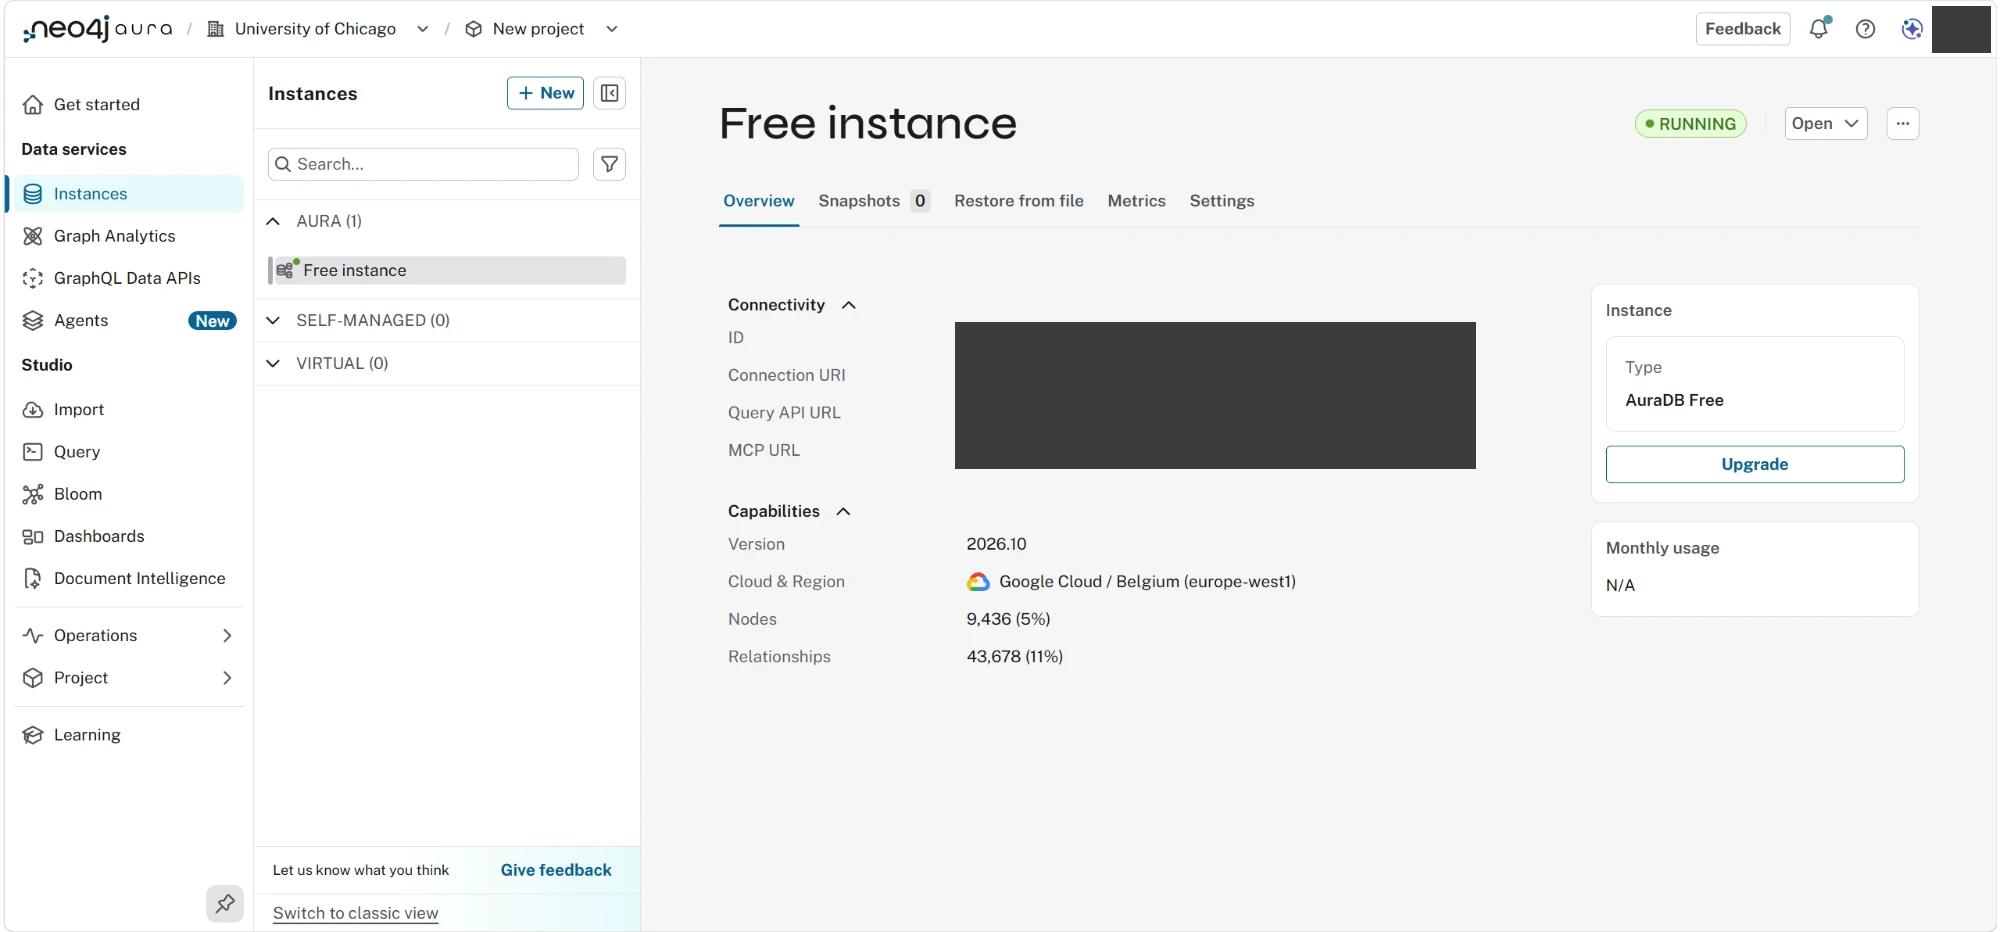 neo4j aura / University of Chicago / New project
Feedback
Get started
Data services
Instances
Graph Analytics
GraphQL Data APIs
Agents New
Studio
Import
Query
Bloom
Dashboards
Document Intelligence
Operations
Project
Learning
Instances
+ New
Search...
AURA (1)
Free instance
SELF-MANAGED (0)
VIRTUAL (0)
Let us know what you think Give feedback
Switch to classic view
Free instance
RUNNING
Open
Overview Snapshots 0 Restore from file Metrics Settings
Connectivity
ID
Connection URI
Query API URL
MCP URL
Capabilities
Version 2026.10
Cloud & Region Google Cloud / Belgium (europe-west1)
Nodes 9,436 (5%)
Relationships 43,678 (11%)
Instance
Type
AuraDB Free
Upgrade
Monthly usage
N/A